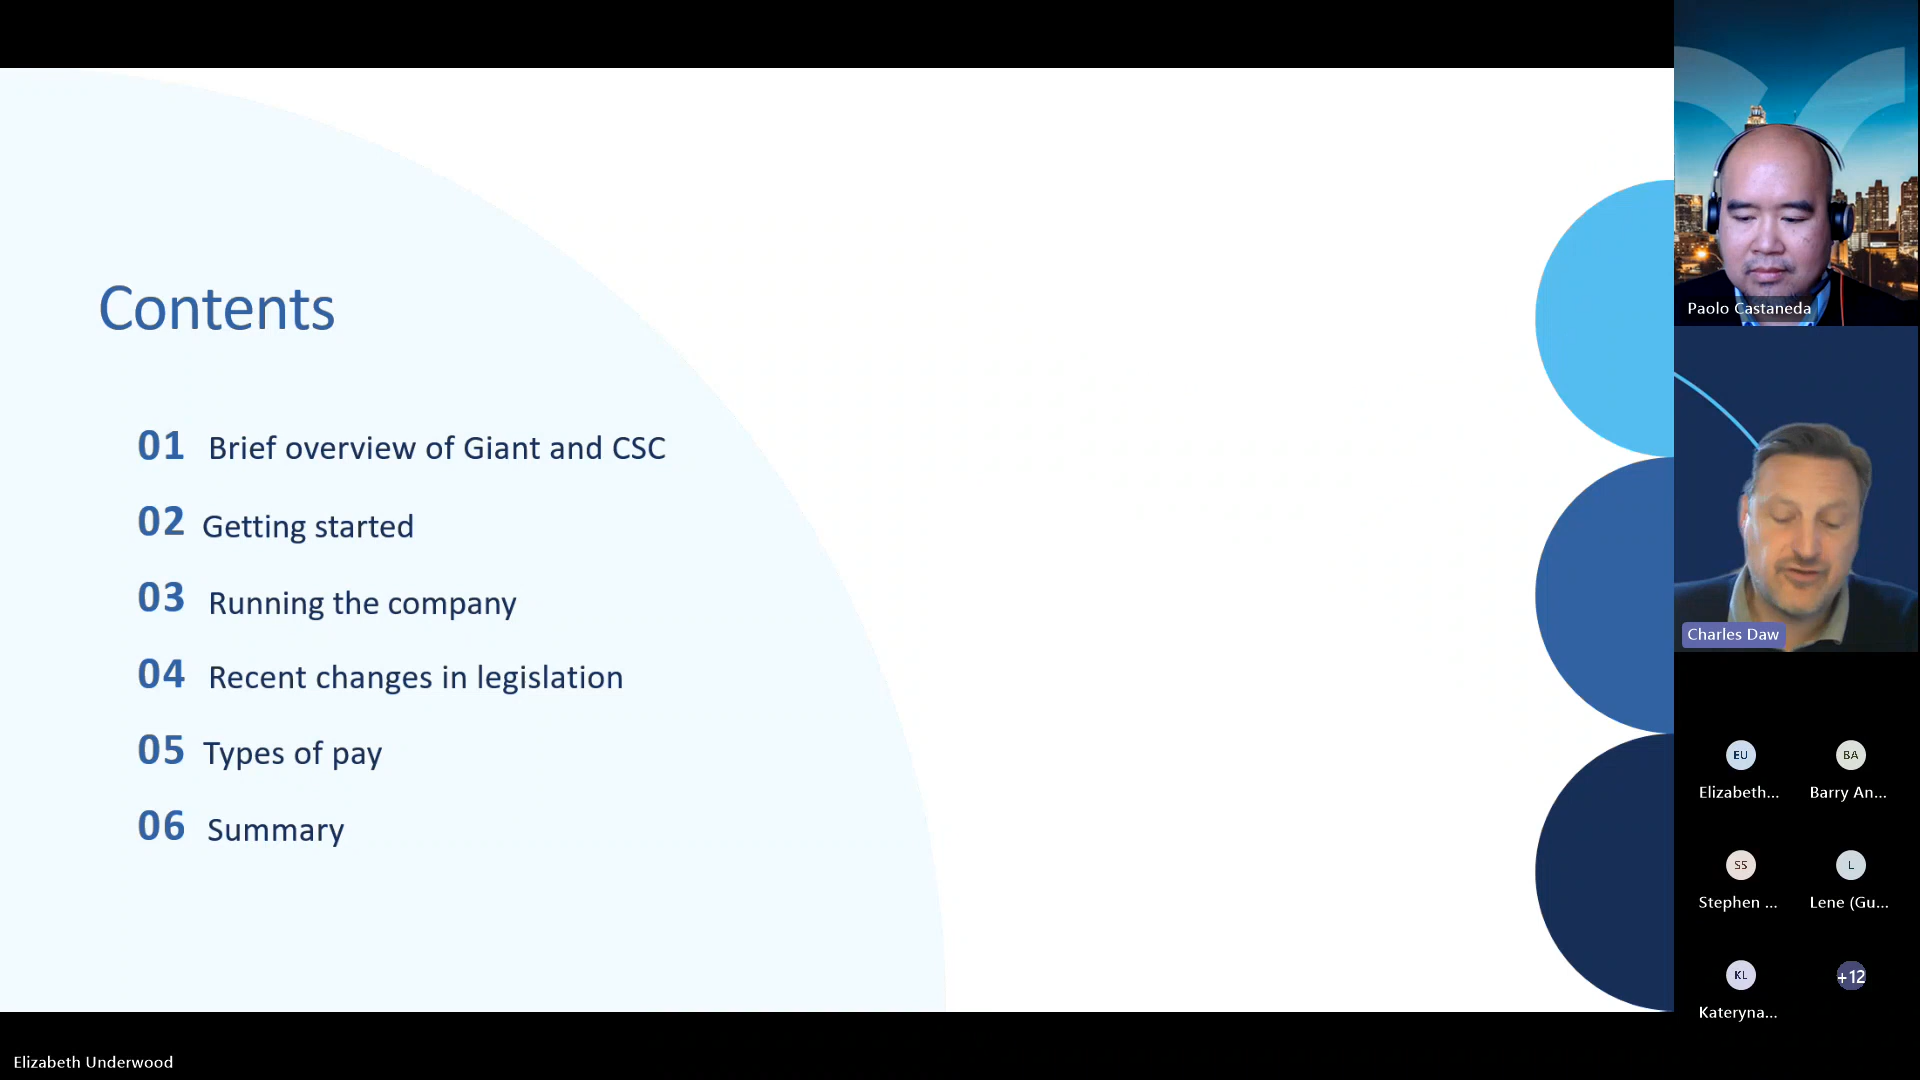 Contents
01 Brief overview of Giant and CSC
02 Getting started
03 Running the company
04 Recent changes in legislation
05 Types of pay
06 Summary
Paolo Castaneda
Charles Daw
EU
BA
Elizabeth...
Barry An...
SS
L
Stephen ...
Lene (Gu...
KL
+12
Kateryna...
Elizabeth Underwood